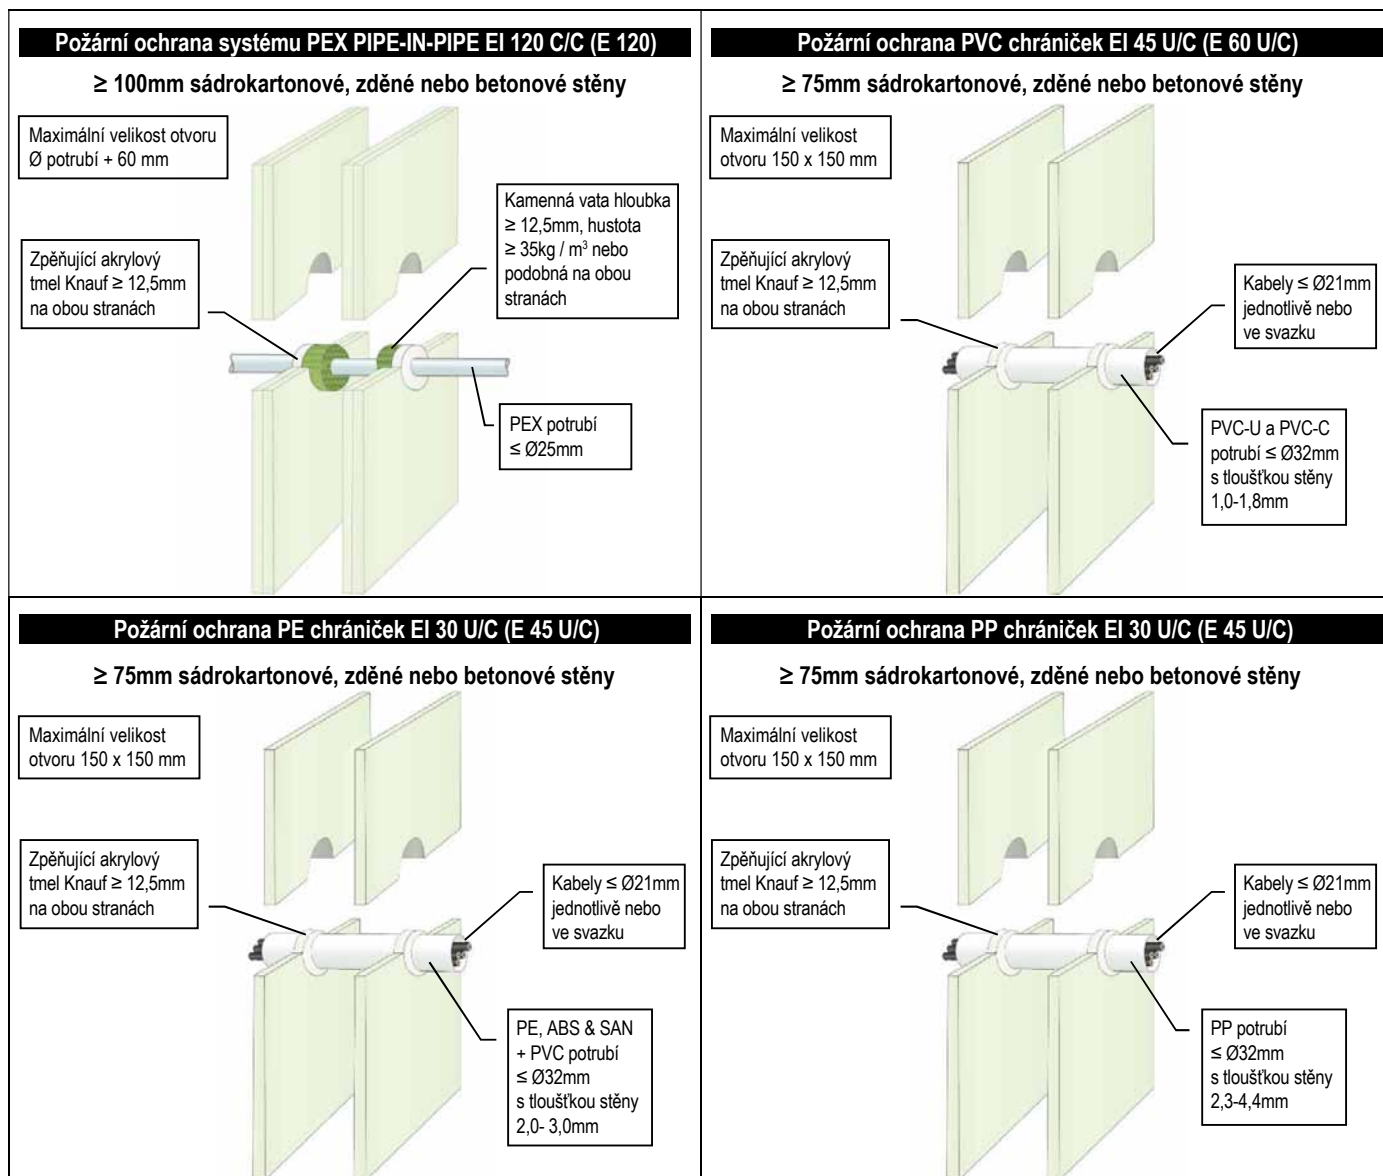 Požární ochrana systému PEX PIPE-IN-PIPE EI 120 C/C (E 120)
≥ 100mm sádrokartonové, zděné nebo betonové stěny
Maximální velikost otvoru
Ø potrubí + 60 mm
Kamenná vata hloubka
≥ 12,5mm, hustota
≥ 35kg / m³ nebo
podobná na obou
stranách
Zpěňující akrylový
tmel Knauf ≥ 12,5mm
na obou stranách
PEX potrubí
≤ Ø25mm
Požární ochrana PVC chrániček EI 45 U/C (E 60 U/C)
≥ 75mm sádrokartonové, zděné nebo betonové stěny
Maximální velikost
otvoru 150 x 150 mm
Zpěňující akrylový
tmel Knauf ≥ 12,5mm
na obou stranách
Kabely ≤ Ø21mm
jednotlivě nebo
ve svazku
PVC-U a PVC-C
potrubí ≤ Ø32mm
s tloušťkou stěny
1,0-1,8mm
Požární ochrana PE chrániček EI 30 U/C (E 45 U/C)
≥ 75mm sádrokartonové, zděné nebo betonové stěny
Maximální velikost
otvoru 150 x 150 mm
Zpěňující akrylový
tmel Knauf ≥ 12,5mm
na obou stranách
Kabely ≤ Ø21mm
jednotlivě nebo
ve svazku
PE, ABS & SAN
+ PVC potrubí
≤ Ø32mm
s tloušťkou stěny
2,0- 3,0mm
Požární ochrana PP chrániček EI 30 U/C (E 45 U/C)
≥ 75mm sádrokartonové, zděné nebo betonové stěny
Maximální velikost
otvoru 150 x 150 mm
Zpěňující akrylový
tmel Knauf ≥ 12,5mm
na obou stranách
Kabely ≤ Ø21mm
jednotlivě nebo
ve svazku
PP potrubí
≤ Ø32mm
s tloušťkou stěny
2,3-4,4mm